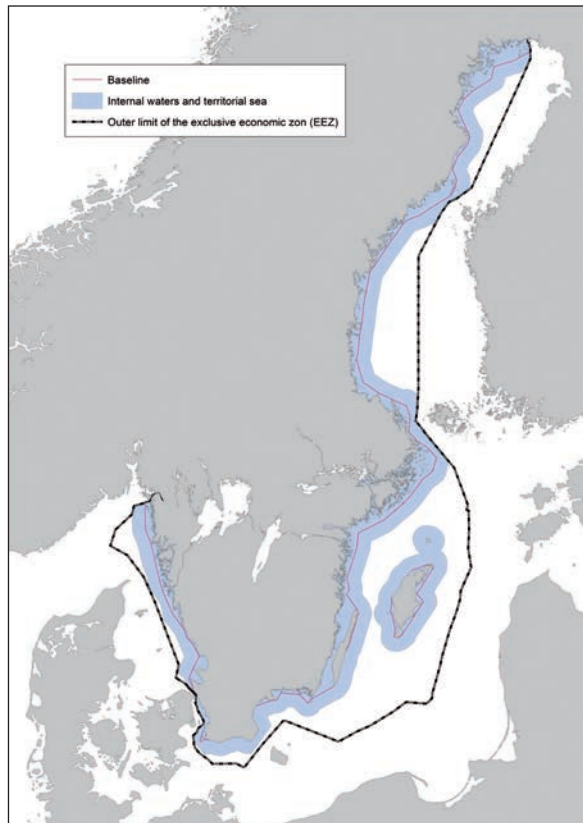 Baseline
Internal waters and territorial sea
Outer limit of the exclusive economic zon (EEZ)